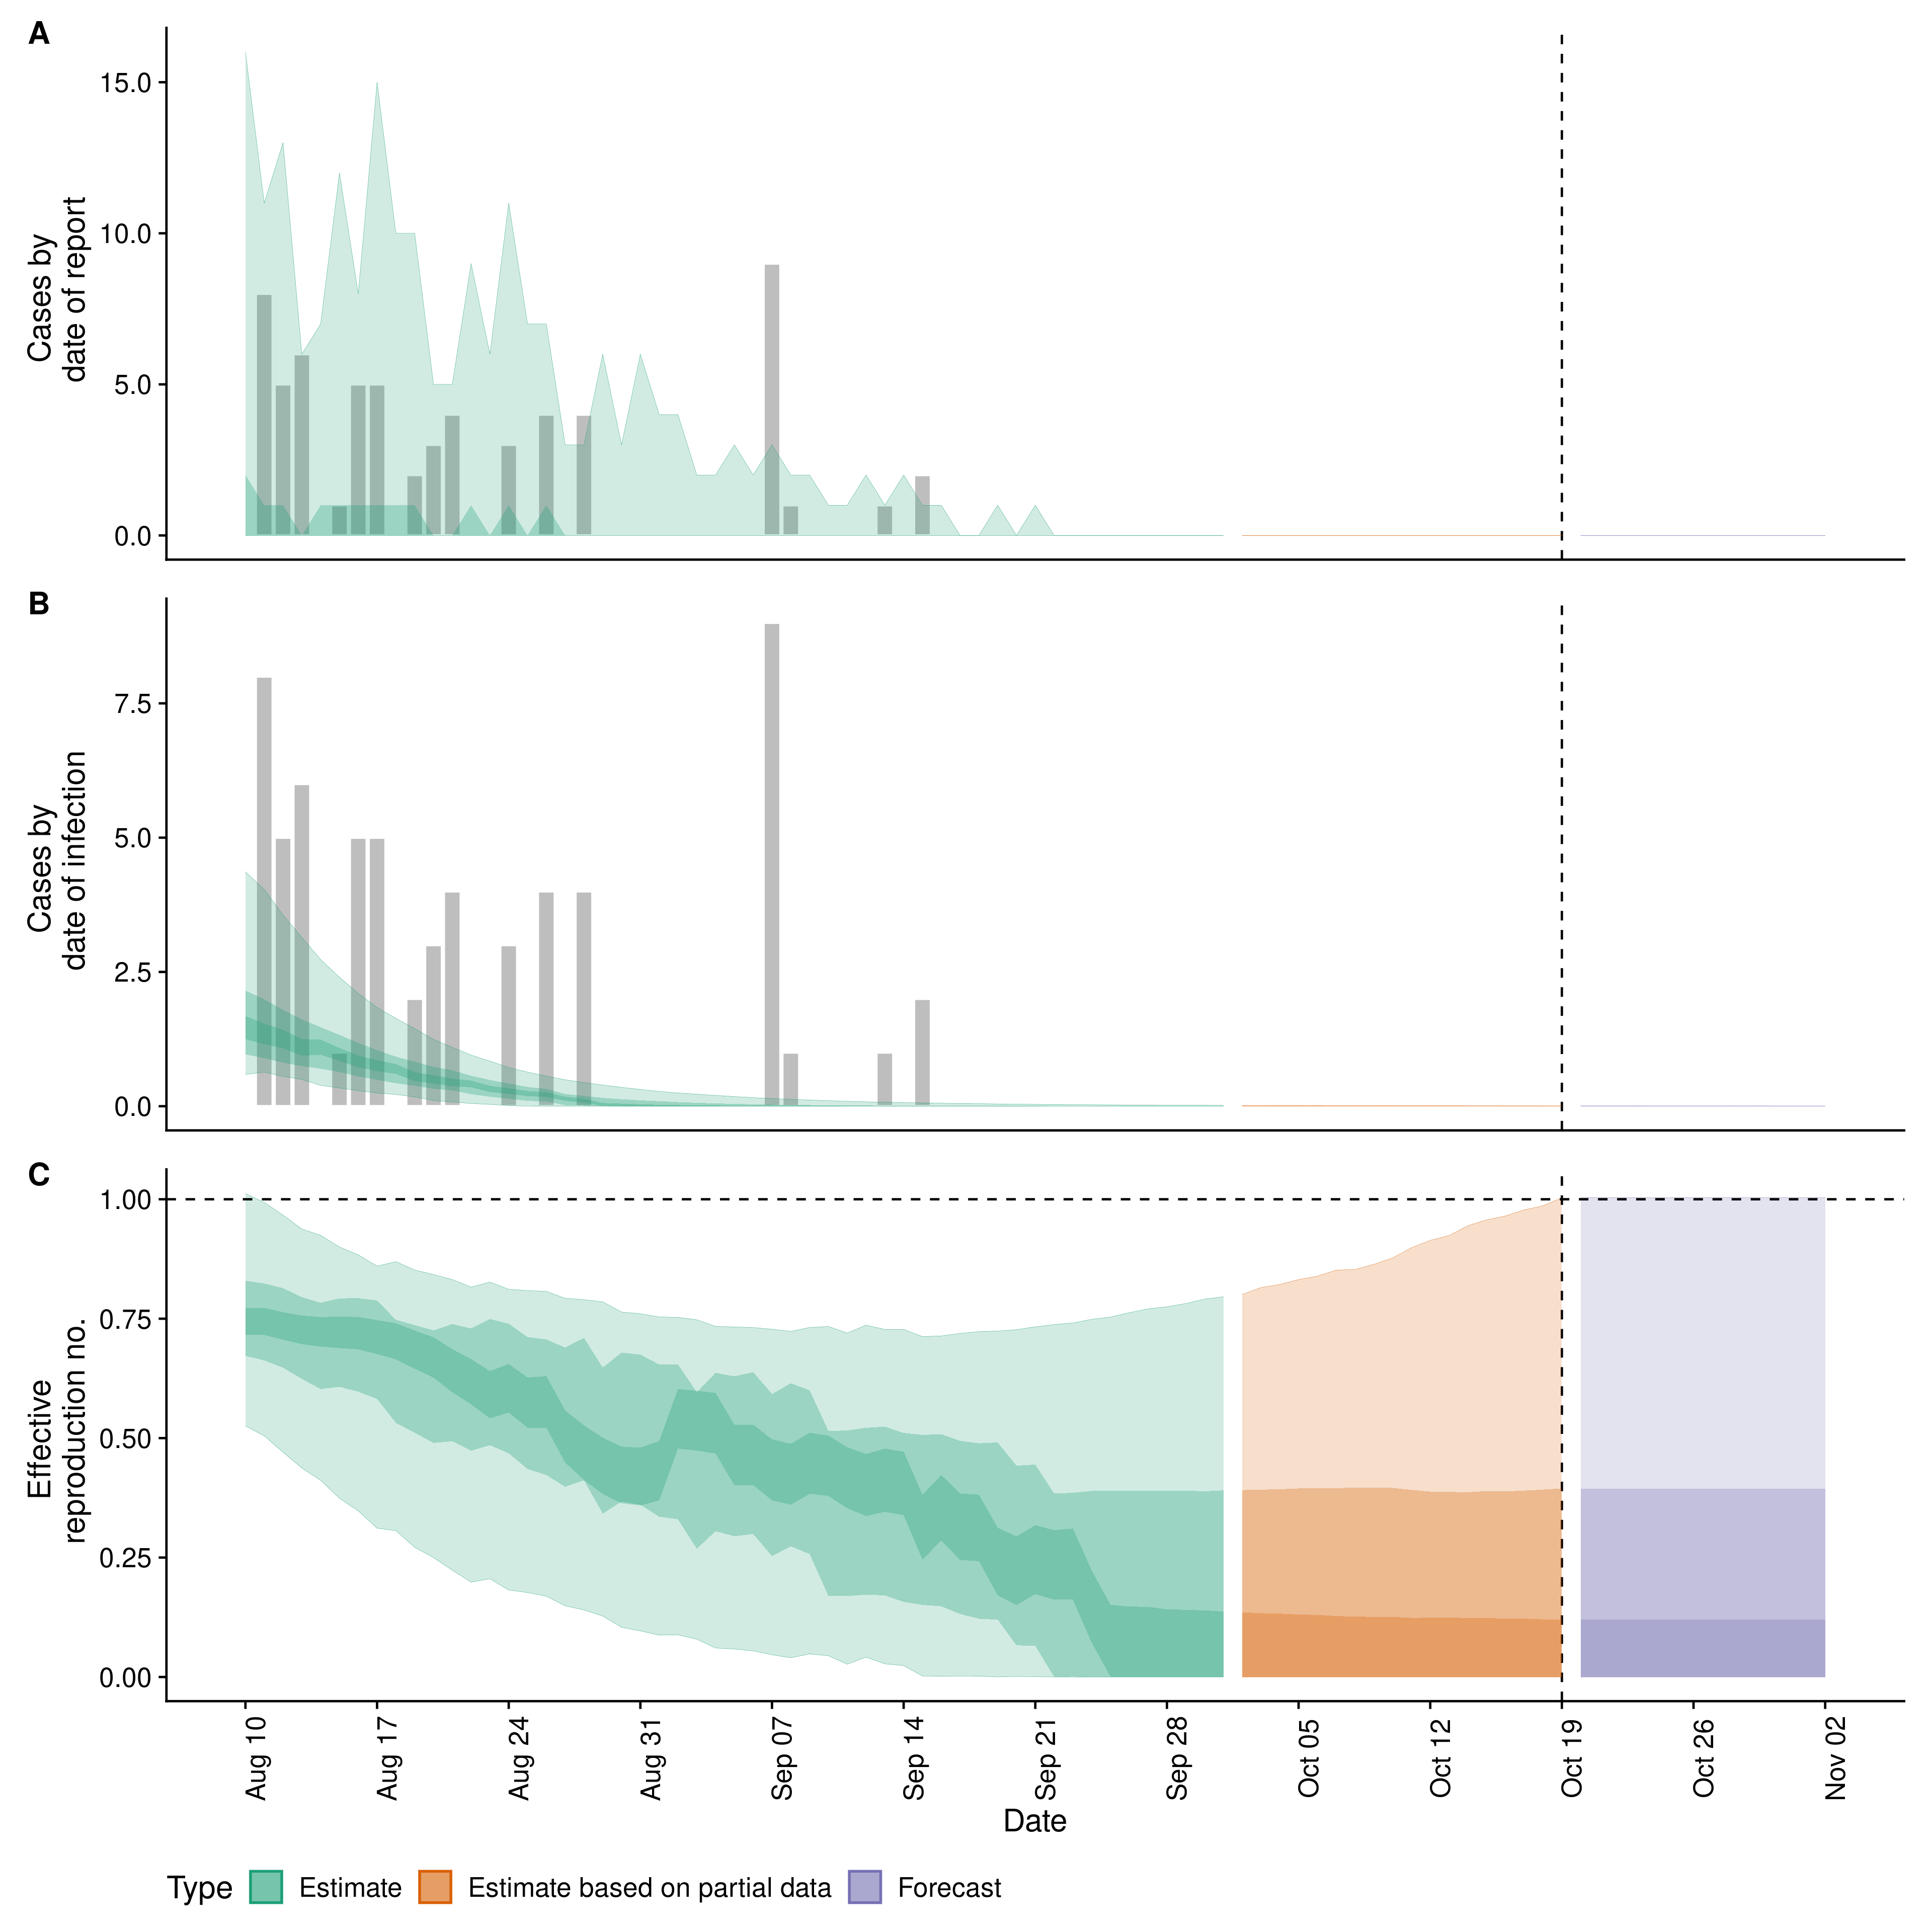 A
Cases by
date of report
15.0
10.0
5.0
0.0
B
Cases by
date of infection
7.5
5.0
2.5
0.0
C
Effective
reproduction no.
1.00
0.75
0.50
0.25
0.00
Aug 10
Aug 17
Aug 24
Aug 31
Sep 07
Sep 14
Sep 21
Sep 28
Oct 05
Oct 12
Oct 19
Oct 26
Nov 02
Date
Type Estimate Estimate based on partial data Forecast